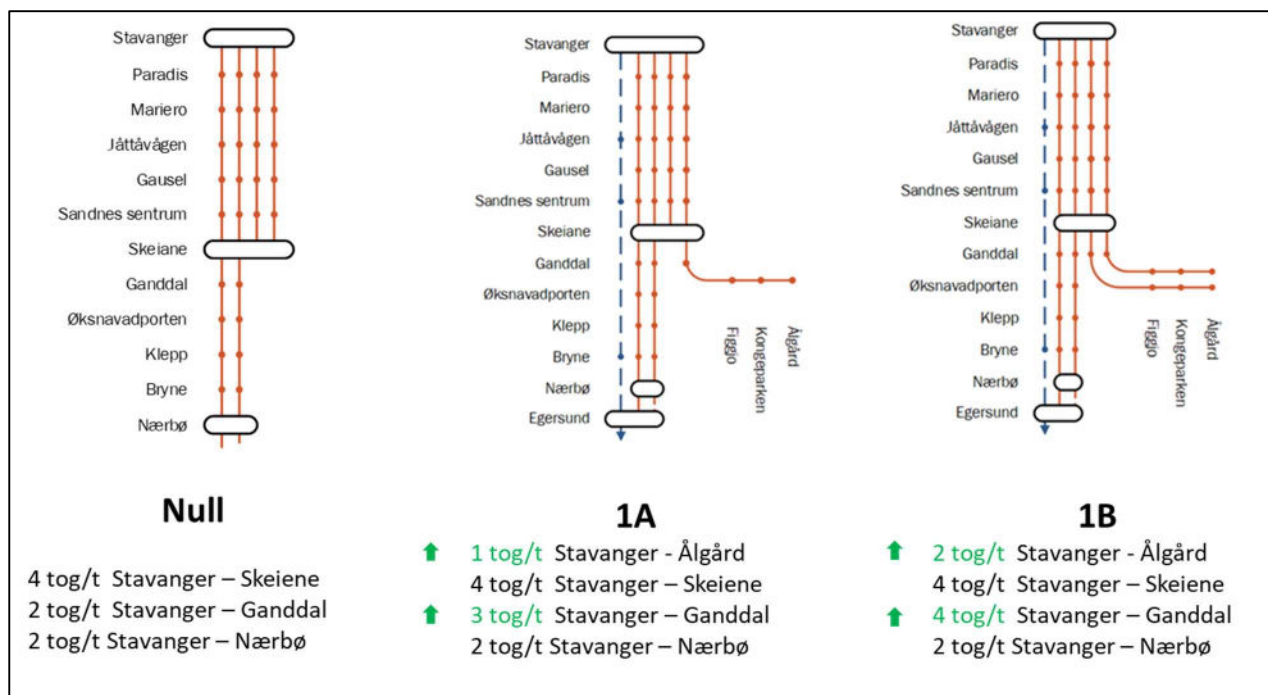 Stavanger
Paradis
Mariero
Jåttåvågen
Gausel
Sandnes sentrum
Skeiane
Ganddal
Øksnavadporten
Klepp
Bryne
Nærbø
Null
4 tog/t Stavanger – Skeiene
2 tog/t Stavanger – Ganddal
2 tog/t Stavanger – Nærbø
Stavanger
Paradis
Mariero
Jåttåvågen
Gausel
Sandnes sentrum
Skeiane
Ganddal
Øksnavadporten
Klepp
Bryne
Nærbø
Egersund
Figgjo
Kongeparken
Ålgård
1A
1 tog/t Stavanger - Ålgård
4 tog/t Stavanger – Skeiene
3 tog/t Stavanger – Ganddal
2 tog/t Stavanger – Nærbø
Stavanger
Paradis
Mariero
Jåttåvågen
Gausel
Sandnes sentrum
Skeiane
Ganddal
Øksnavadporten
Klepp
Bryne
Nærbø
Egersund
Figgjo
Kongeparken
Ålgård
1B
2 tog/t Stavanger - Ålgård
4 tog/t Stavanger – Skeiene
4 tog/t Stavanger – Ganddal
2 tog/t Stavanger – Nærbø